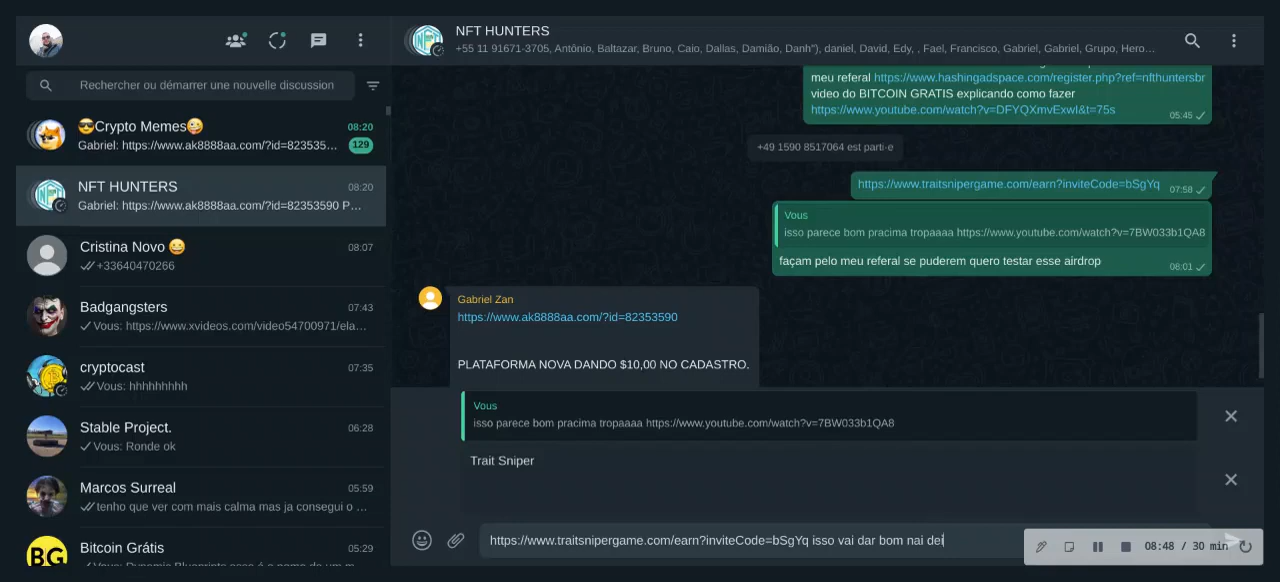 NFT HUNTERS
+55 11 91671-3705, Antônio, Baltazar, Bruno, Caio, Dallas, Damião, Danh"), daniel, David, Edy, , Fael, Francisco, Gabriel, Gabriel, Grupo, Hero…
Rechercher ou démarrer une nouvelle discussion
😎Crypto Memes🤪
08:20
Gabriel: https://www.ak8888aa.com/?id=823535…
129
NFT HUNTERS
08:20
Gabriel: https://www.ak8888aa.com/?id=82353590 P…
Cristina Novo 😀
08:07
+33640470266
Badgangsters
07:43
Vous: https://www.xvideos.com/video54700971/ela…
cryptocast
07:35
Vous: hhhhhhhhh
Stable Project.
06:28
Vous: Ronde ok
Marcos Surreal
05:59
tenho que ver com mais calma mas ja consegui o …
Bitcoin Grátis
05:29
BG
meu referal https://www.hashingadspace.com/register.php?ref=nfthuntersbr
video do BITCOIN GRATIS explicando como fazer
https://www.youtube.com/watch?v=DFYQXmvExwI&t=75s
05:45
+49 1590 8517064 est parti·e
https://www.traitsnipergame.com/earn?inviteCode=bSgYq
07:58
Vous
isso parece bom pracima tropaaaa https://www.youtube.com/watch?v=7BW033b1QA8
façam pelo meu referal se puderem quero testar esse airdrop
08:01
Gabriel Zan
https://www.ak8888aa.com/?id=82353590
PLATAFORMA NOVA DANDO $10,00 NO CADASTRO.
Vous
isso parece bom pracima tropaaaa https://www.youtube.com/watch?v=7BW033b1QA8
Trait Sniper
https://www.traitsnipergame.com/earn?inviteCode=bSgYq isso vai dar bom nai dei
08:48 / 30 min